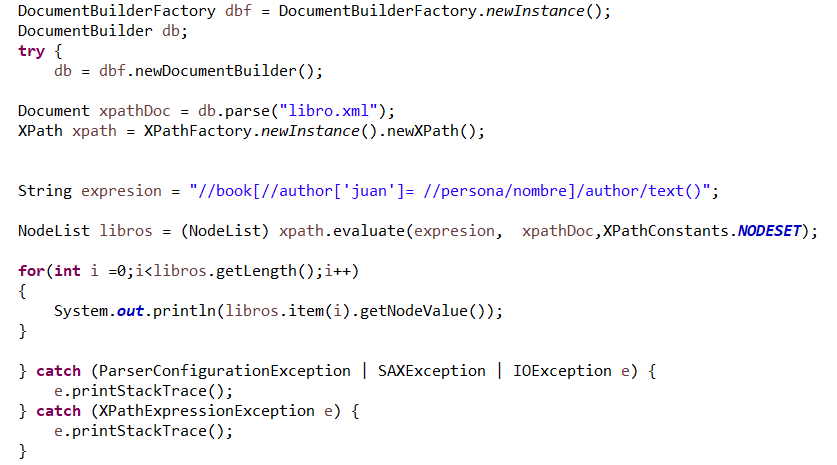 DocumentBuilderFactory dbf = DocumentBuilderFactory.newInstance();
DocumentBuilder db;
try {
    db = dbf.newDocumentBuilder();

Document xpathDoc = db.parse("libro.xml");
XPath xpath = XPathFactory.newInstance().newXPath();


String expresion = "//book[//author['juan']= //persona/nombre]/author/text()";

NodeList libros = (NodeList) xpath.evaluate(expresion,  xpathDoc,XPathConstants.NODESET);

for(int i =0;i<libros.getLength();i++)
{
    System.out.println(libros.item(i).getNodeValue());
}

} catch (ParserConfigurationException | SAXException | IOException e) {
    e.printStackTrace();
} catch (XPathExpressionException e) {
    e.printStackTrace();
}